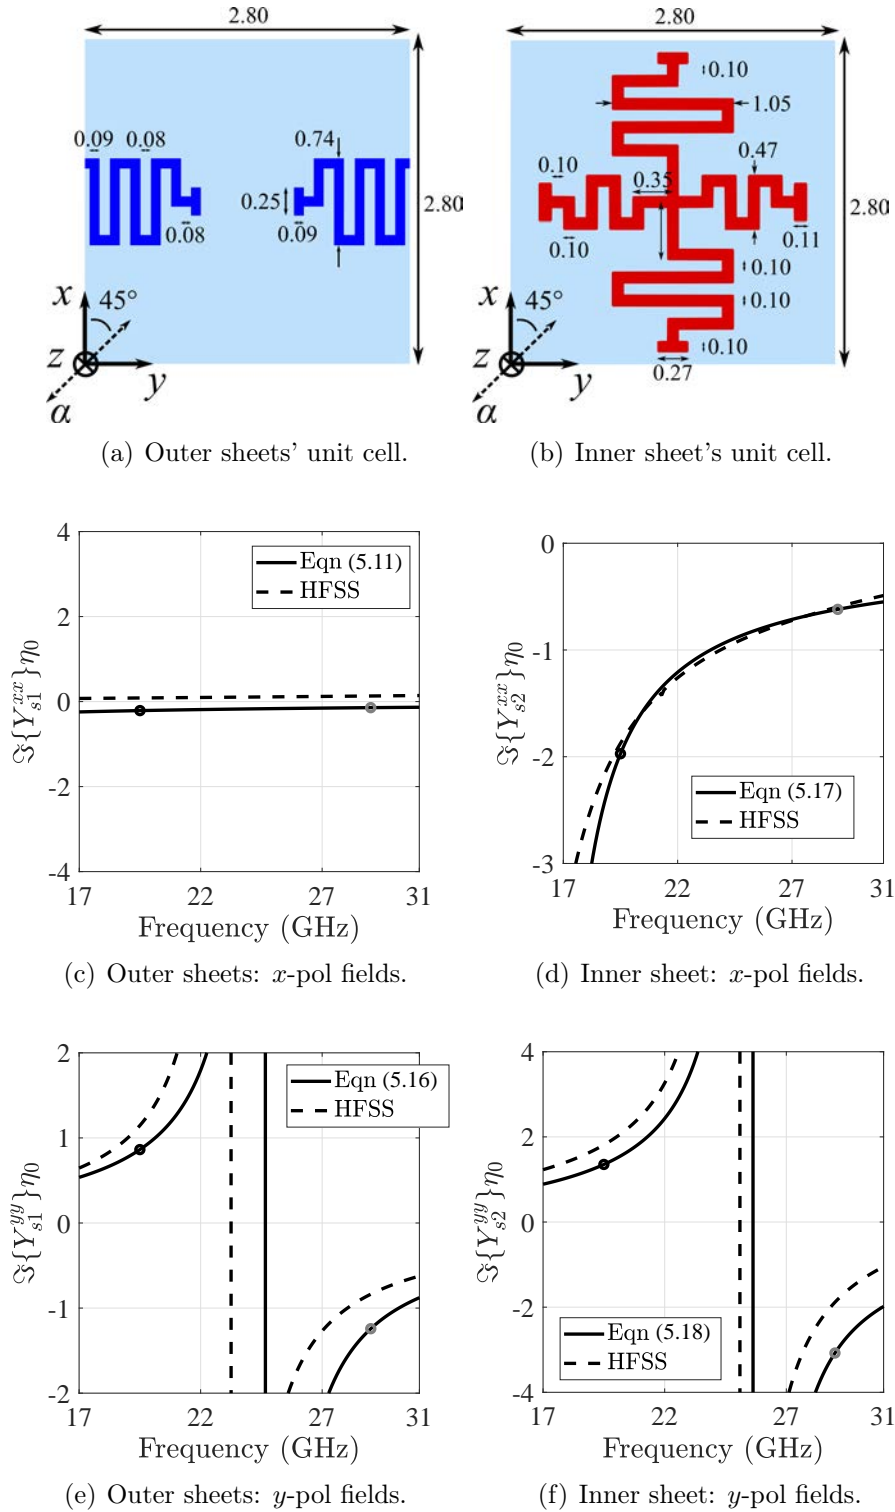 2.80
2.80
0.09
0.08
0.74
0.25
0.08
0.09
2.80
x
45°
z
y
α
0.10
1.05
0.10
0.35
0.47
0.10
0.11
2.80
0.10
0.10
0.10
0.27
x
45°
z
y
α
(a) Outer sheets' unit cell.
(b) Inner sheet's unit cell.
4
2
0
-2
-4
17
22
27
31
ℑ{Y_{s1}^{xx}}η₀
Eqn (5.11)
HFSS
Frequency (GHz)
(c) Outer sheets: x-pol fields.
0
-1
-2
-3
17
22
27
31
ℑ{Y_{s2}^{xx}}η₀
Eqn (5.17)
HFSS
Frequency (GHz)
(d) Inner sheet: x-pol fields.
2
1
0
-1
-2
17
22
27
31
ℑ{Y_{s1}^{yy}}η₀
Eqn (5.16)
HFSS
Frequency (GHz)
(e) Outer sheets: y-pol fields.
4
2
0
-2
-4
17
22
27
31
ℑ{Y_{s2}^{yy}}η₀
Eqn (5.18)
HFSS
Frequency (GHz)
(f) Inner sheet: y-pol fields.